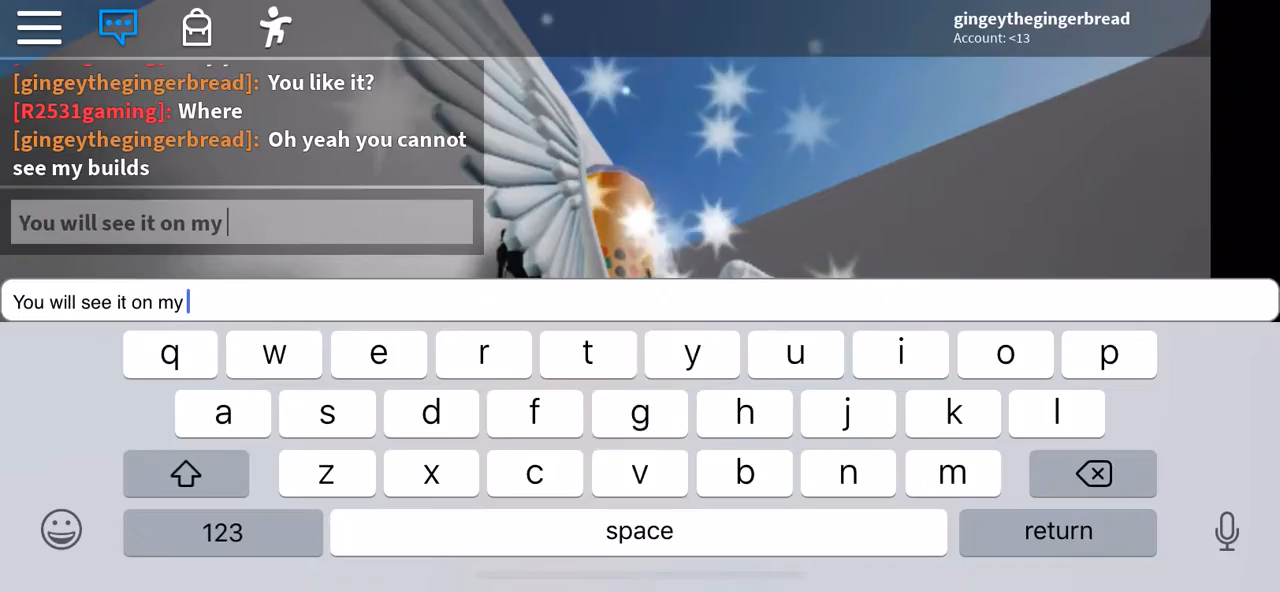 gingeythegingerbread
Account: <13
[gingeythegingerbread]: You like it?
[R2531gaming]: Where
[gingeythegingerbread]: Oh yeah you cannot
see my builds
You will see it on my
You will see it on my
q w e r t y u i o p
a s d f g h j k l
z x c v b n m
123 space return